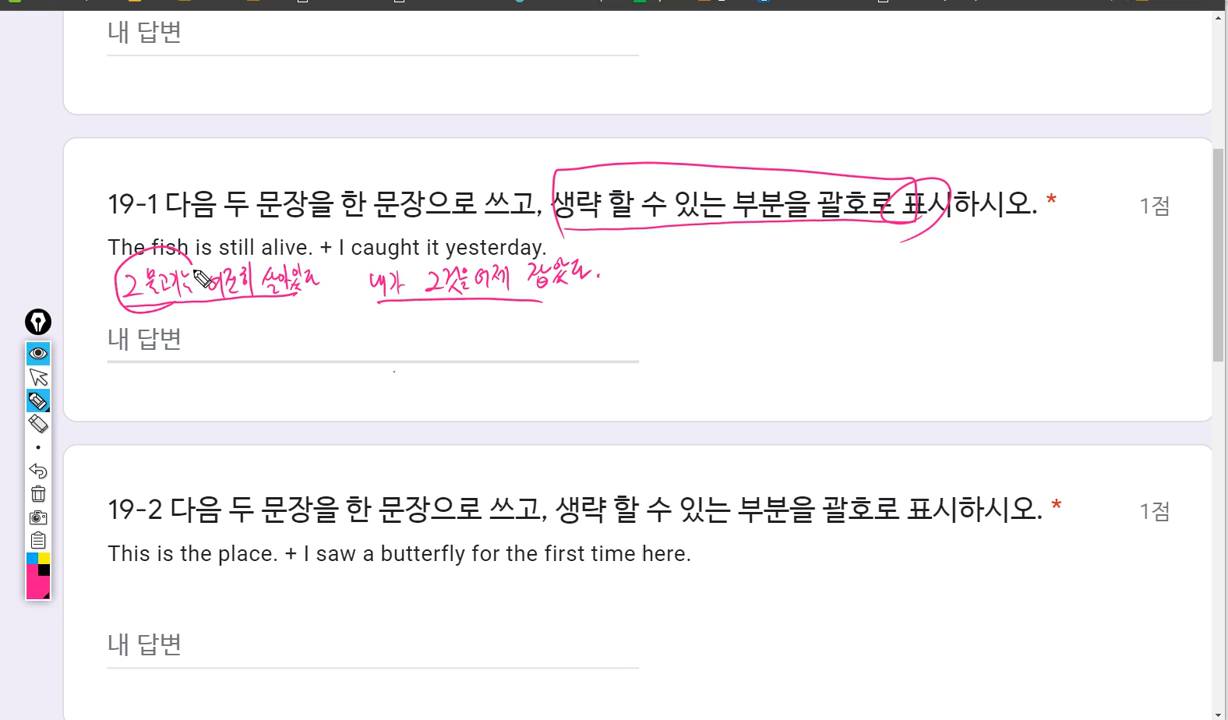 내 답변
19-1 다음 두 문장을 한 문장으로 쓰고, 생략 할 수 있는 부분을 괄호로 표시하시오. *
1점
The fish is still alive. + I caught it yesterday.
그 물고기는 여전히 살아있다 내가 그것을 어제 잡았다.
내 답변
19-2 다음 두 문장을 한 문장으로 쓰고, 생략 할 수 있는 부분을 괄호로 표시하시오. *
1점
This is the place. + I saw a butterfly for the first time here.
내 답변